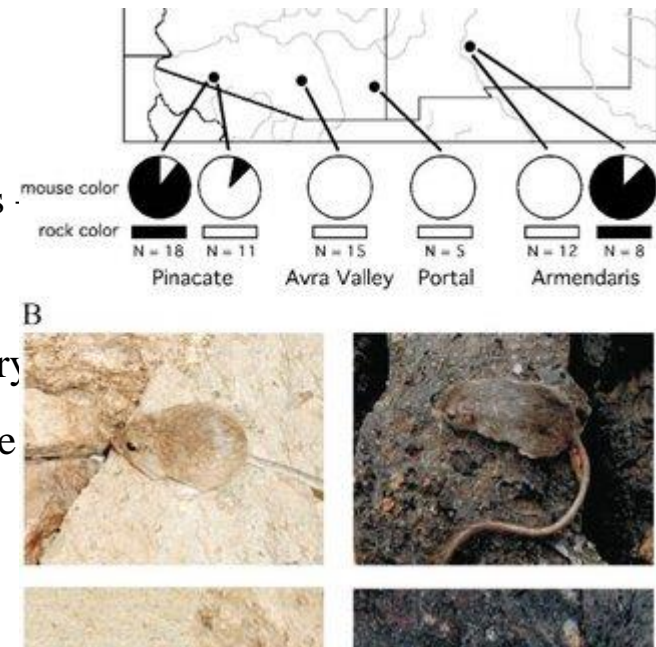 mouse color
rock color
N = 18 N = 11 N = 15 N = 5 N = 12 N = 8
Pinacate Avra Valley Portal Armendaris
B